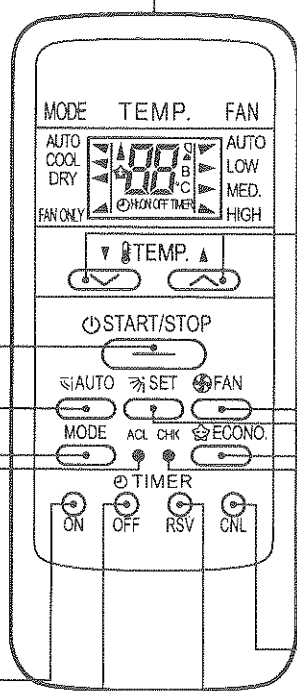 MODE TEMP. FAN
AUTO AUTO
COOL LOW
DRY MED.
FAN ONLY HIGH
88
B
°C
H ON OFF TIMER
▼ TEMP. ▲
START/STOP
AUTO SET FAN
MODE ACL CHK ECONO.
TIMER
ON OFF RSV CNL